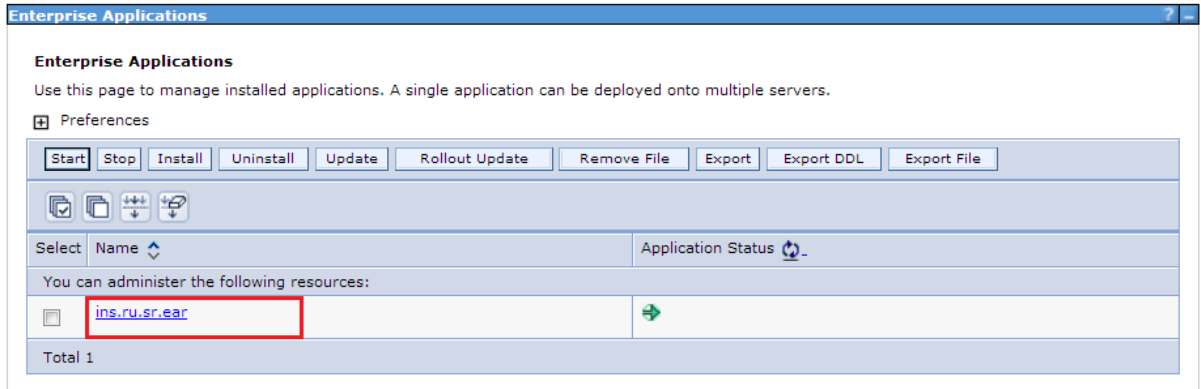 Enterprise Applications ? -
Enterprise Applications
Use this page to manage installed applications. A single application can be deployed onto multiple servers.
+ Preferences
Start Stop Install Uninstall Update Rollout Update Remove File Export Export DDL Export File
Select Name Application Status
You can administer the following resources:
ins.ru.sr.ear
Total 1